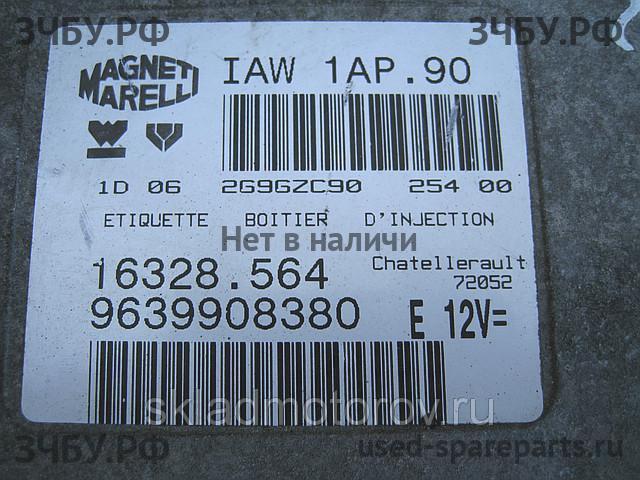 ЗЧБУ.РФ ЗЧБУ.РФ
MAGNETI MARELLI
IAW 1AP.90
1D 06 2G9GZC90 254 00
ETIQUETTE BOITIER D'INJECTION
Нет в наличии
16328.564
Chatellerault
72052
9639908380
E 12V=
skladmotorov.ru
ЗЧБУ.РФ
used-spareparts.ru